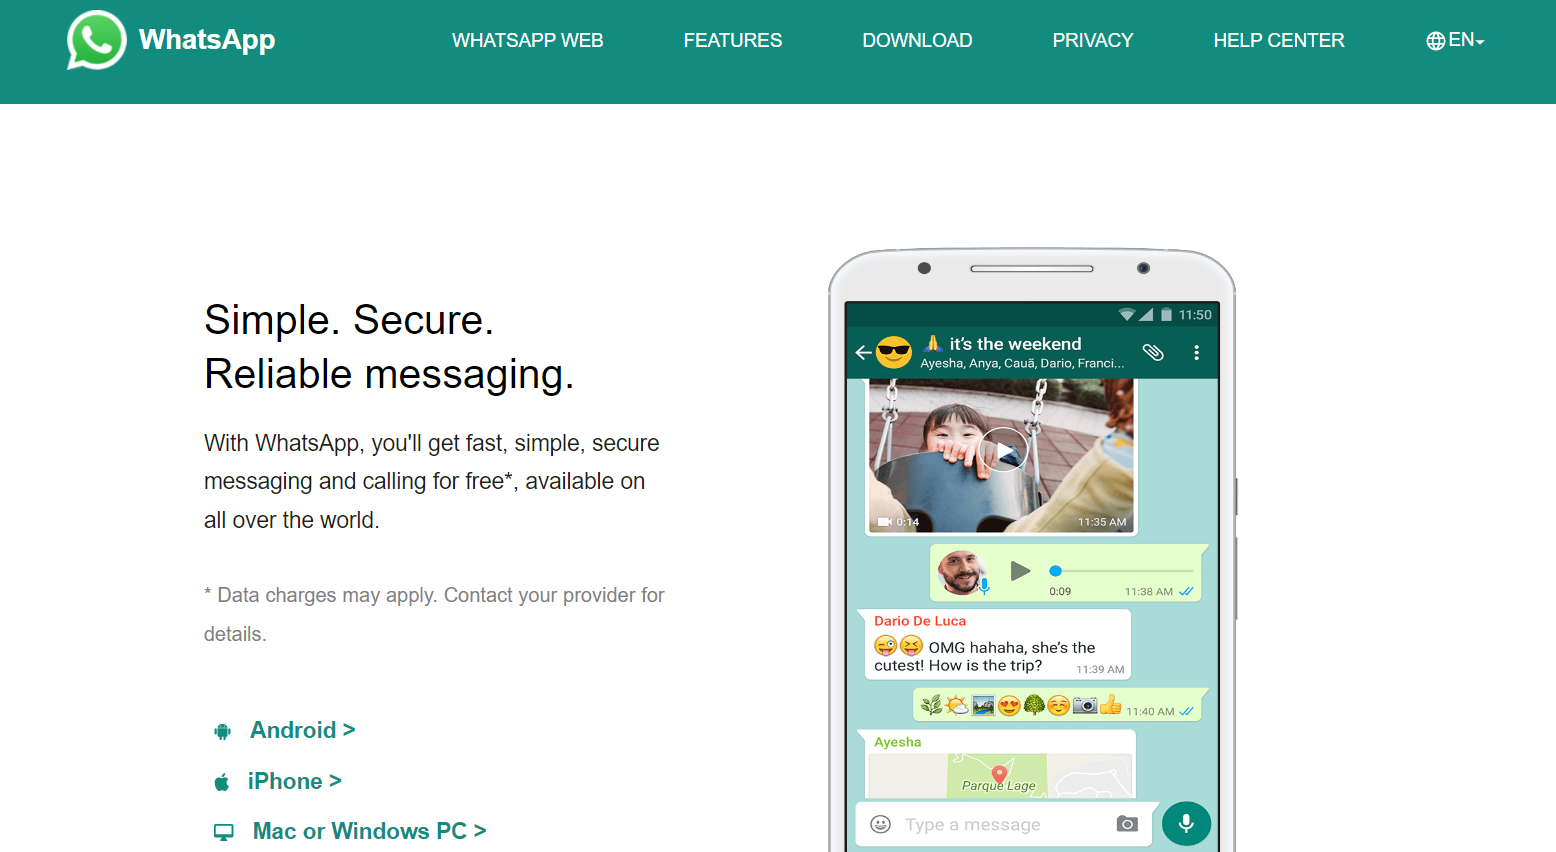 WhatsApp
WHATSAPP WEB
FEATURES
DOWNLOAD
PRIVACY
HELP CENTER
EN
Simple. Secure.
Reliable messaging.
With WhatsApp, you'll get fast, simple, secure
messaging and calling for free*, available on
all over the world.
* Data charges may apply. Contact your provider for
details.
Android >
iPhone >
Mac or Windows PC >
11:50
🙏 it’s the weekend
Ayesha, Anya, Cauã, Dario, Franci...
0:14
11:35 AM
0:09
11:38 AM
Dario De Luca
😜😝 OMG hahaha, she’s the
cutest! How is the trip?
11:39 AM
🌿🌤🏞😍🌳☺📷👍 11:40 AM
Ayesha
Parque Lage
Type a message